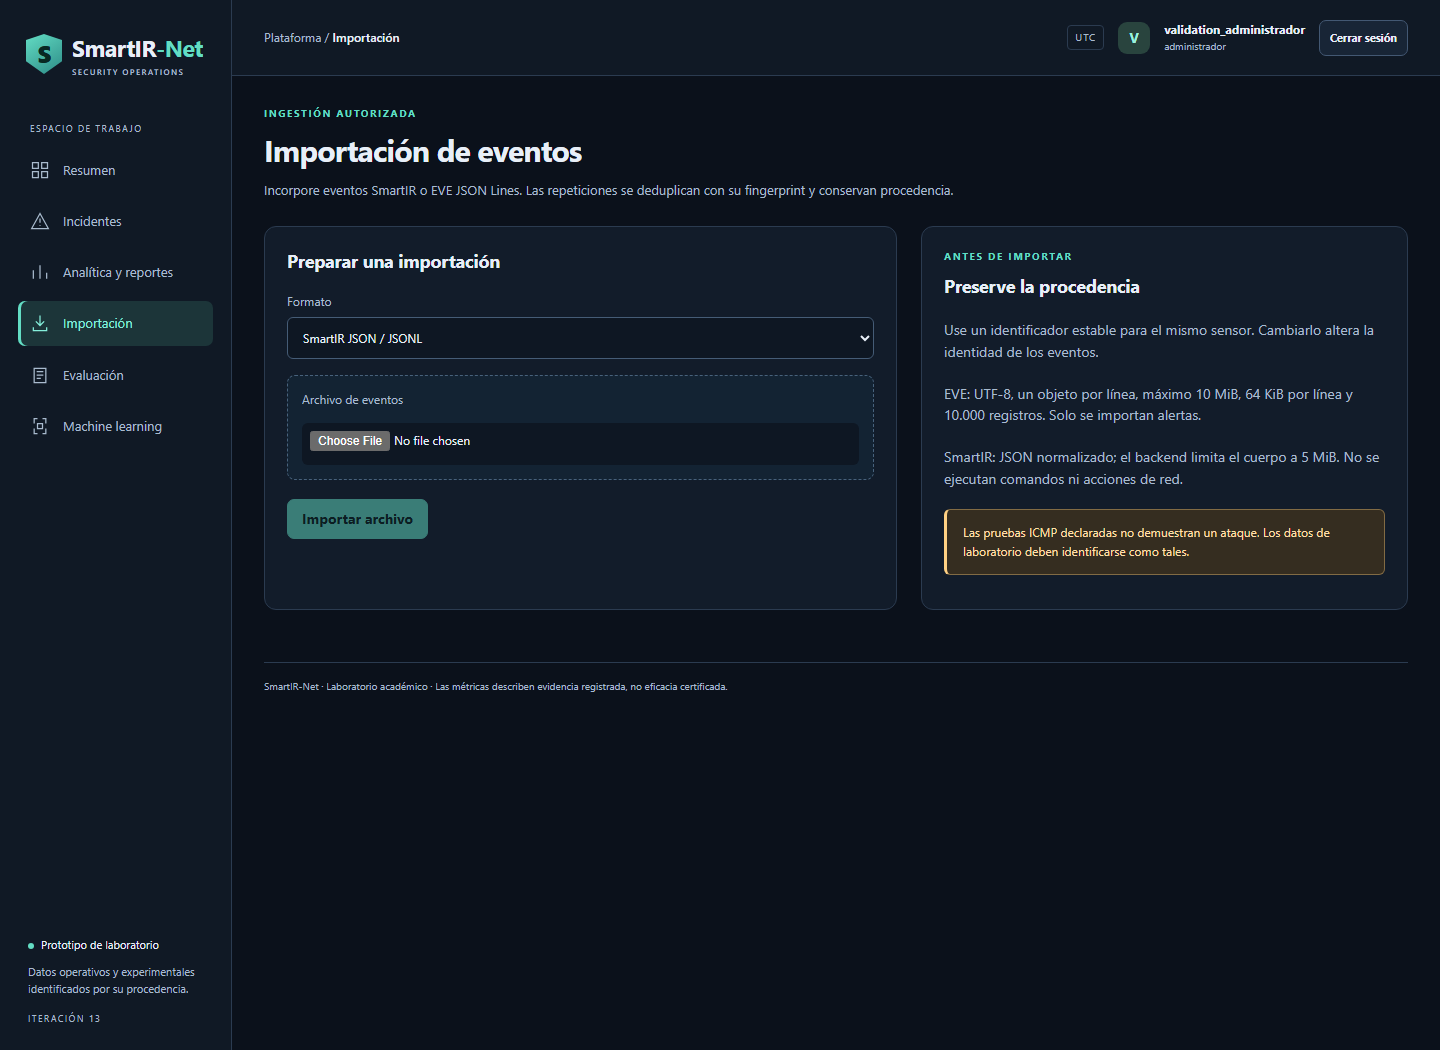 S
SmartIR-Net
SECURITY OPERATIONS
ESPACIO DE TRABAJO
Resumen
Incidentes
Analítica y reportes
Importación
Evaluación
Machine learning
Prototipo de laboratorio
Datos operativos y experimentales
identificados por su procedencia.
ITERACIÓN 13
Plataforma / Importación
UTC
V
validation_administrador
administrador
Cerrar sesión
INGESTIÓN AUTORIZADA
Importación de eventos
Incorpore eventos SmartIR o EVE JSON Lines. Las repeticiones se deduplican con su fingerprint y conservan procedencia.
Preparar una importación
Formato
SmartIR JSON / JSONL
Archivo de eventos
Choose File No file chosen
Importar archivo
ANTES DE IMPORTAR
Preserve la procedencia
Use un identificador estable para el mismo sensor. Cambiarlo altera la
identidad de los eventos.
EVE: UTF-8, un objeto por línea, máximo 10 MiB, 64 KiB por línea y
10.000 registros. Solo se importan alertas.
SmartIR: JSON normalizado; el backend limita el cuerpo a 5 MiB. No se
ejecutan comandos ni acciones de red.
Las pruebas ICMP declaradas no demuestran un ataque. Los datos de
laboratorio deben identificarse como tales.
SmartIR-Net · Laboratorio académico · Las métricas describen evidencia registrada, no eficacia certificada.